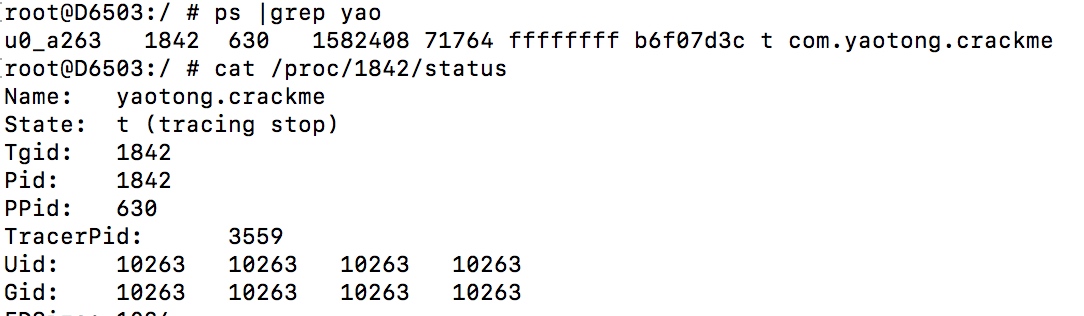 [root@D6503:/ # ps |grep yao
u0_a263   1842  630   1582408 71764 ffffffff b6f07d3c t com.yaotong.crackme
[root@D6503:/ # cat /proc/1842/status
Name:   yaotong.crackme
State:  t (tracing stop)
Tgid:   1842
Pid:    1842
PPid:   630
TracerPid:      3559
Uid:    10263   10263   10263   10263
Gid:    10263   10263   10263   10263